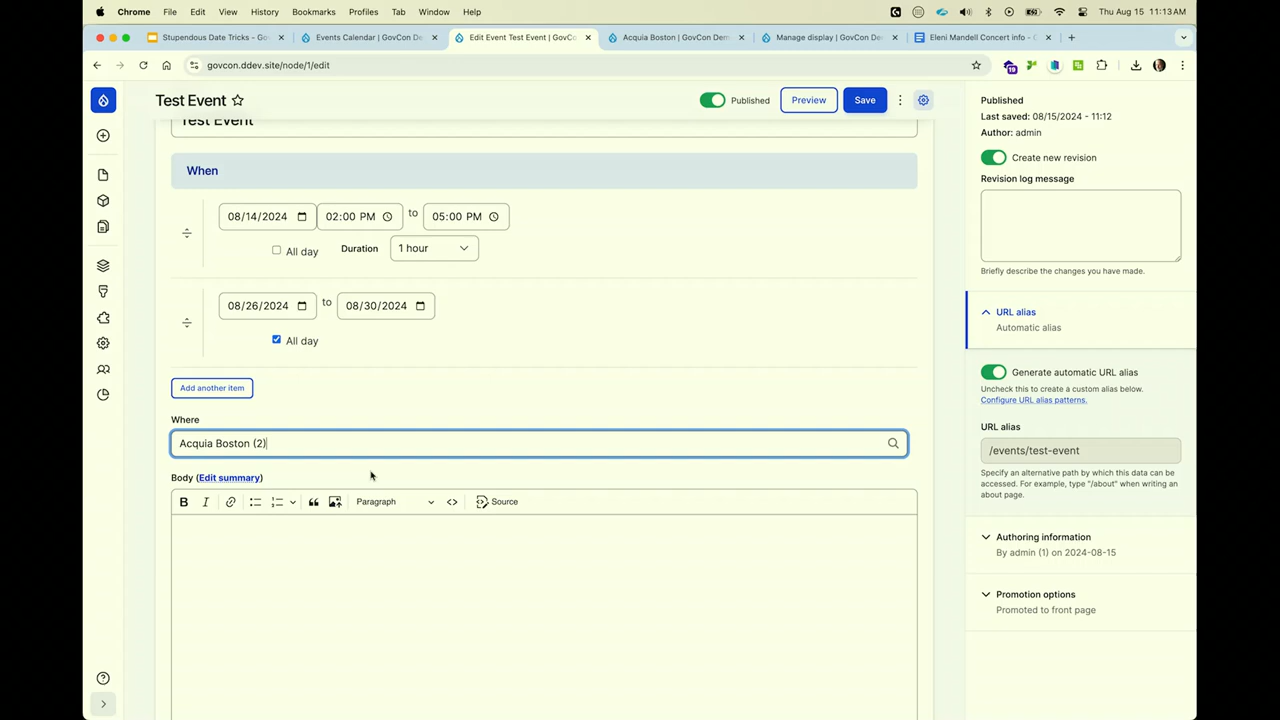 Chrome File Edit View History Bookmarks Profiles Tab Window Help Thu Aug 15 11:13 AM
Stupendous Date Tricks - Go
Events Calendar | GovCon De
Edit Event Test Event | GovC
Acquia Boston | GovCon Dem
Manage display | GovCon De
Eleni Mandell Concert info -
govcon.ddev.site/node/1/edit
19
Test Event
Published
Preview
Save
Test Event
When
08/14/2024 02:00 PM to 05:00 PM
All day Duration 1 hour
08/26/2024 to 08/30/2024
All day
Add another item
Where
Acquia Boston (2)
Body (Edit summary)
B I Paragraph Source
Published
Last saved: 08/15/2024 - 11:12
Author: admin
Create new revision
Revision log message
Briefly describe the changes you have made.
URL alias
Automatic alias
Generate automatic URL alias
Uncheck this to create a custom alias below.
Configure URL alias patterns.
URL alias
/events/test-event
Specify an alternative path by which this data can be
accessed. For example, type "/about" when writing an
about page.
Authoring information
By admin (1) on 2024-08-15
Promotion options
Promoted to front page